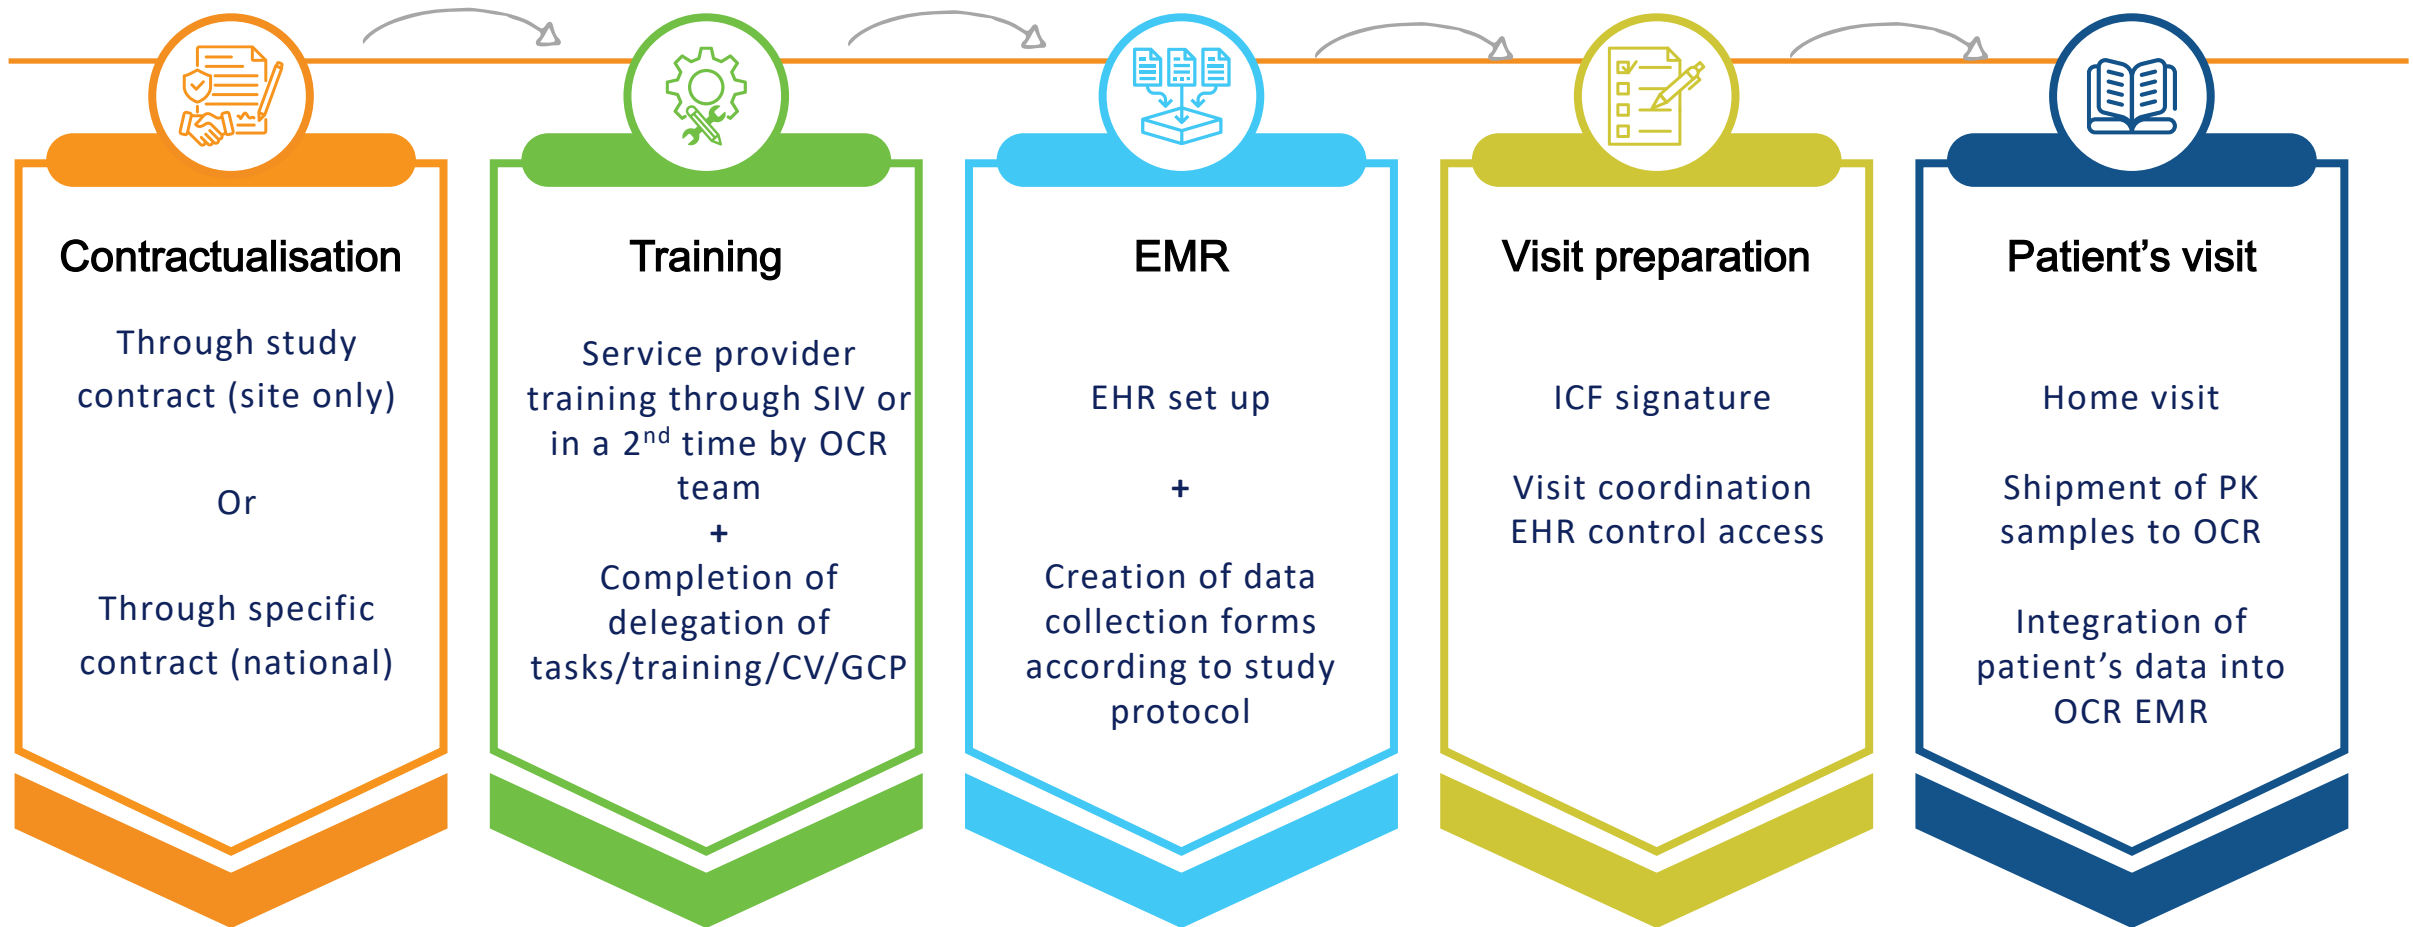 Contractualisation
Through study
contract (site only)
Or
Through specific
contract (national)
Training
Service provider
training through SIV or
in a 2nd time by OCR
team
+
Completion of
delegation of
tasks/training/CV/GCP
EMR
EHR set up
+
Creation of data
collection forms
according to study
protocol
Visit preparation
ICF signature
Visit coordination
EHR control access
Patient’s visit
Home visit
Shipment of PK
samples to OCR
Integration of
patient’s data into
OCR EMR